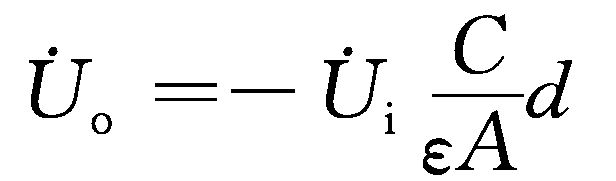 U̇ₒ = − U̇ᵢ C/(εA) d